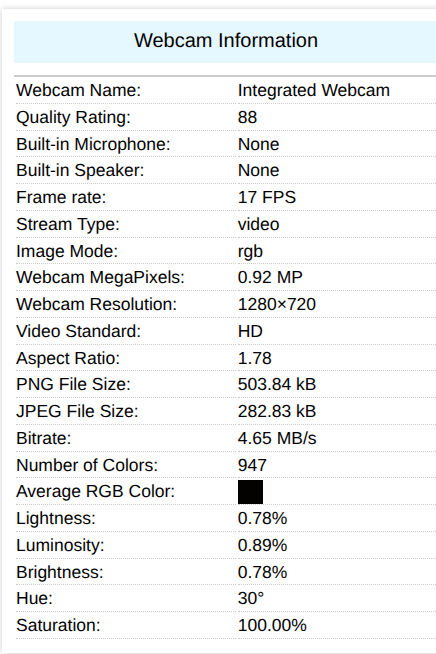 Webcam Information
Webcam Name: Integrated Webcam
Quality Rating: 88
Built-in Microphone: None
Built-in Speaker: None
Frame rate: 17 FPS
Stream Type: video
Image Mode: rgb
Webcam MegaPixels: 0.92 MP
Webcam Resolution: 1280×720
Video Standard: HD
Aspect Ratio: 1.78
PNG File Size: 503.84 kB
JPEG File Size: 282.83 kB
Bitrate: 4.65 MB/s
Number of Colors: 947
Average RGB Color:
Lightness: 0.78%
Luminosity: 0.89%
Brightness: 0.78%
Hue: 30°
Saturation: 100.00%